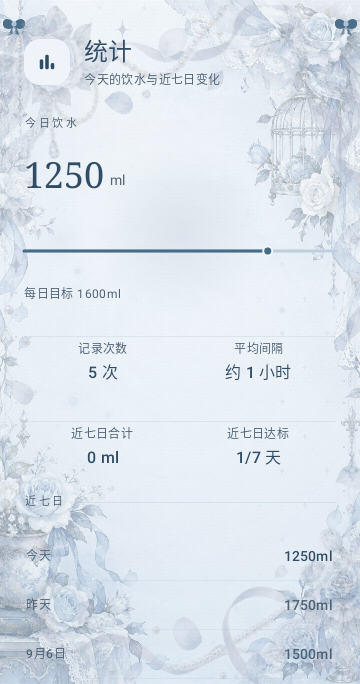 统计
今天的饮水与近七日变化
今日饮水
1250 ml
每日目标 1600ml
记录次数
平均间隔
5 次
约 1 小时
近七日合计
近七日达标
0 ml
1/7 天
近七日
今天
1250ml
昨天
1750ml
9月6日
1500ml